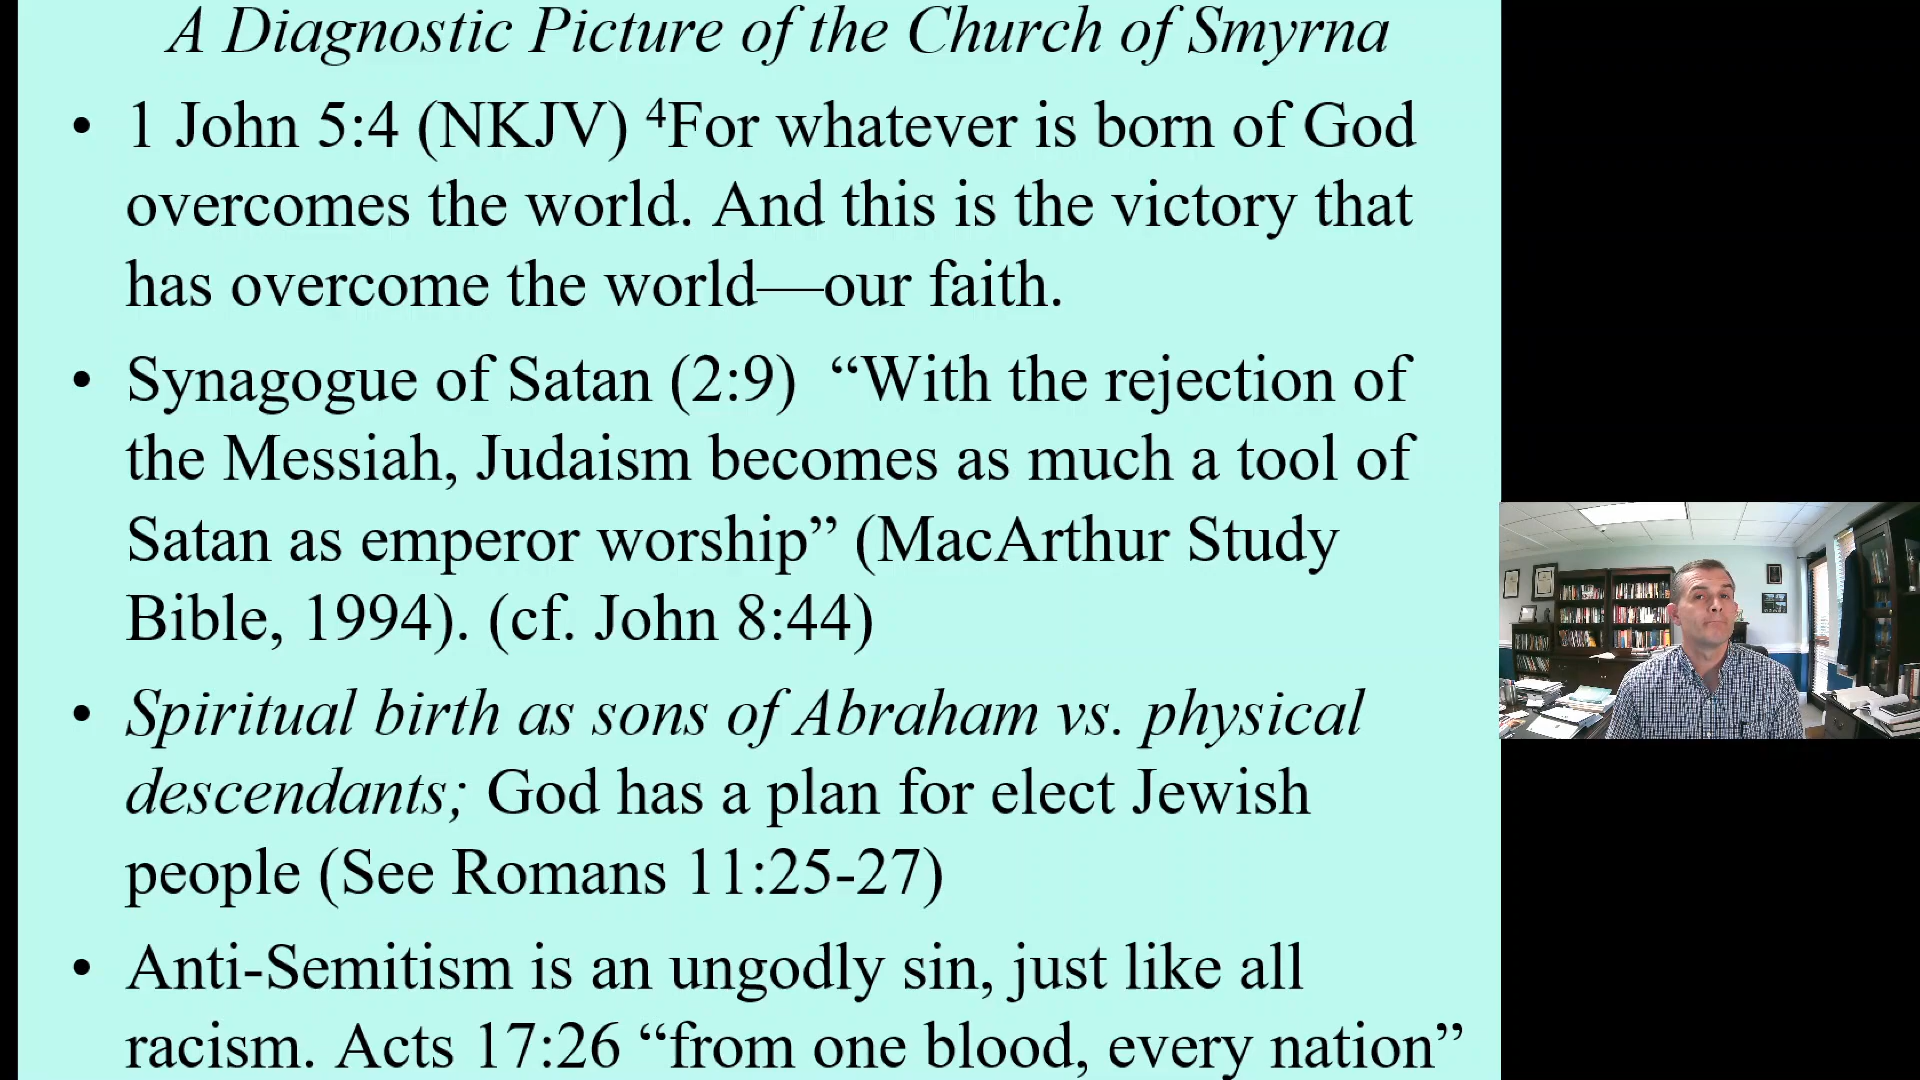 A Diagnostic Picture of the Church of Smyrna
• 1 John 5:4 (NKJV) ⁴For whatever is born of God
overcomes the world. And this is the victory that
has overcome the world—our faith.
• Synagogue of Satan (2:9)  “With the rejection of
the Messiah, Judaism becomes as much a tool of
Satan as emperor worship” (MacArthur Study
Bible, 1994). (cf. John 8:44)
• Spiritual birth as sons of Abraham vs. physical
descendants; God has a plan for elect Jewish
people (See Romans 11:25-27)
• Anti-Semitism is an ungodly sin, just like all
racism. Acts 17:26 “from one blood, every nation”